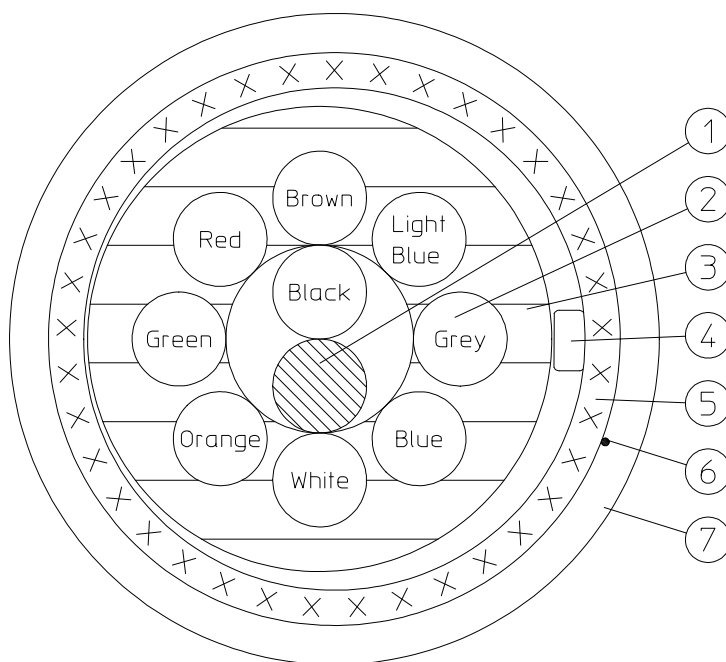 1
2
Brown
Light
Blue
Red
3
Black
Green
Grey
4
5
Orange
Blue
6
White
7